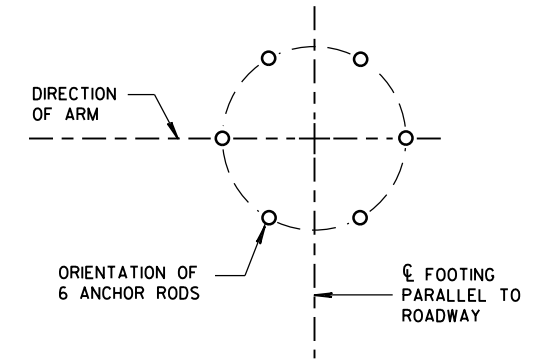 DIRECTION
OF ARM
ORIENTATION OF
6 ANCHOR RODS
℄ FOOTING
PARALLEL TO
ROADWAY